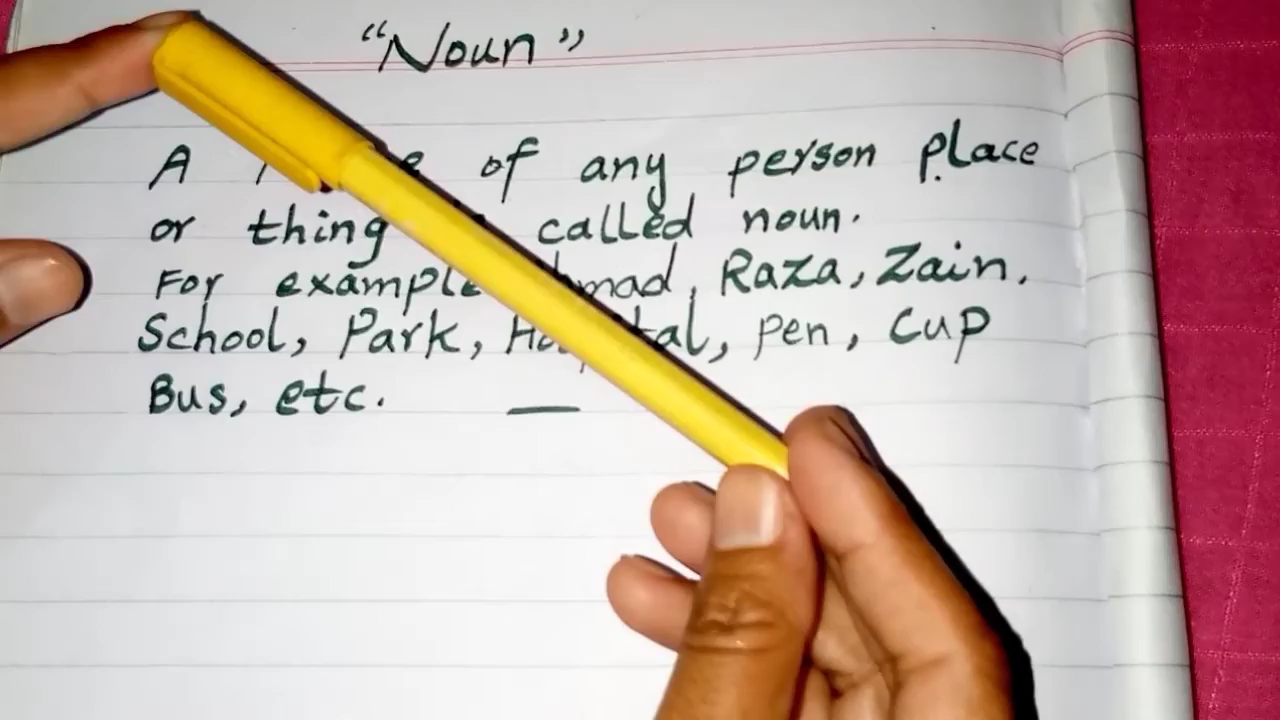 "Noun"
A of any person place
or thing called noun.
For example Raza, Zain.
School, Park, pen, Cup
Bus, etc.